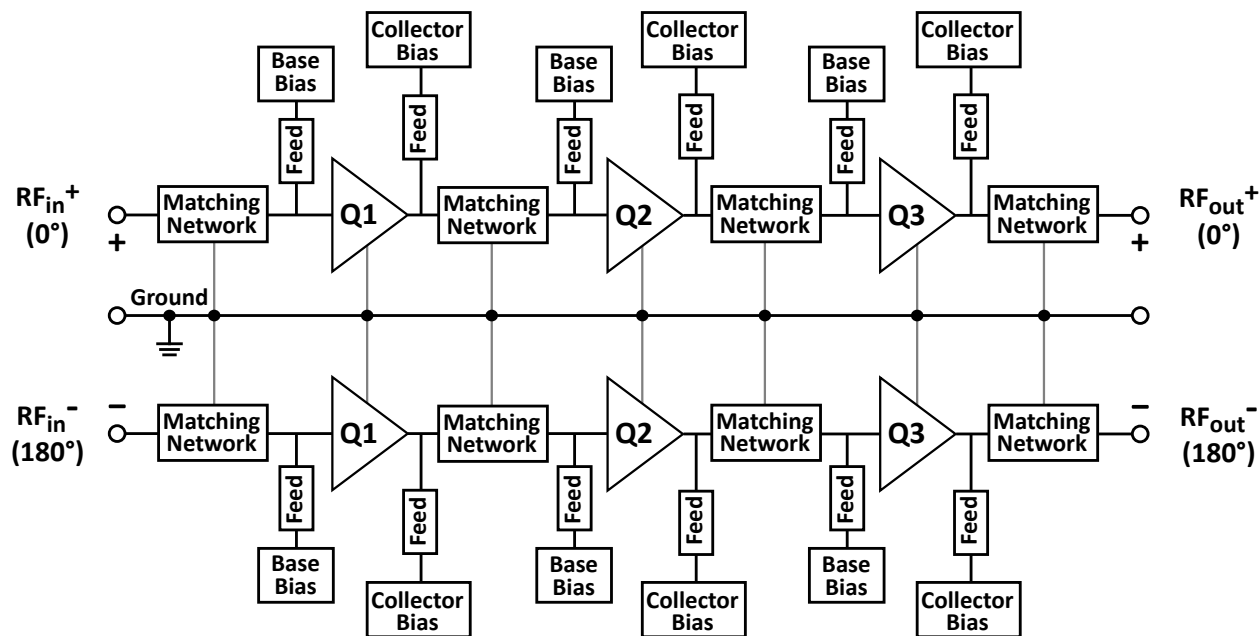 Collector
Bias
Collector
Bias
Collector
Bias
Base
Bias
Base
Bias
Base
Bias
Feed
Feed
Feed
Feed
Feed
Feed
RFin+
(0°)
+
Matching
Network
Q1
Matching
Network
Q2
Matching
Network
Q3
Matching
Network
+
RFout+
(0°)
Ground
RFin-
(180°)
−
Matching
Network
Q1
Matching
Network
Q2
Matching
Network
Q3
Matching
Network
−
RFout-
(180°)
Feed
Feed
Feed
Feed
Feed
Feed
Base
Bias
Base
Bias
Base
Bias
Collector
Bias
Collector
Bias
Collector
Bias